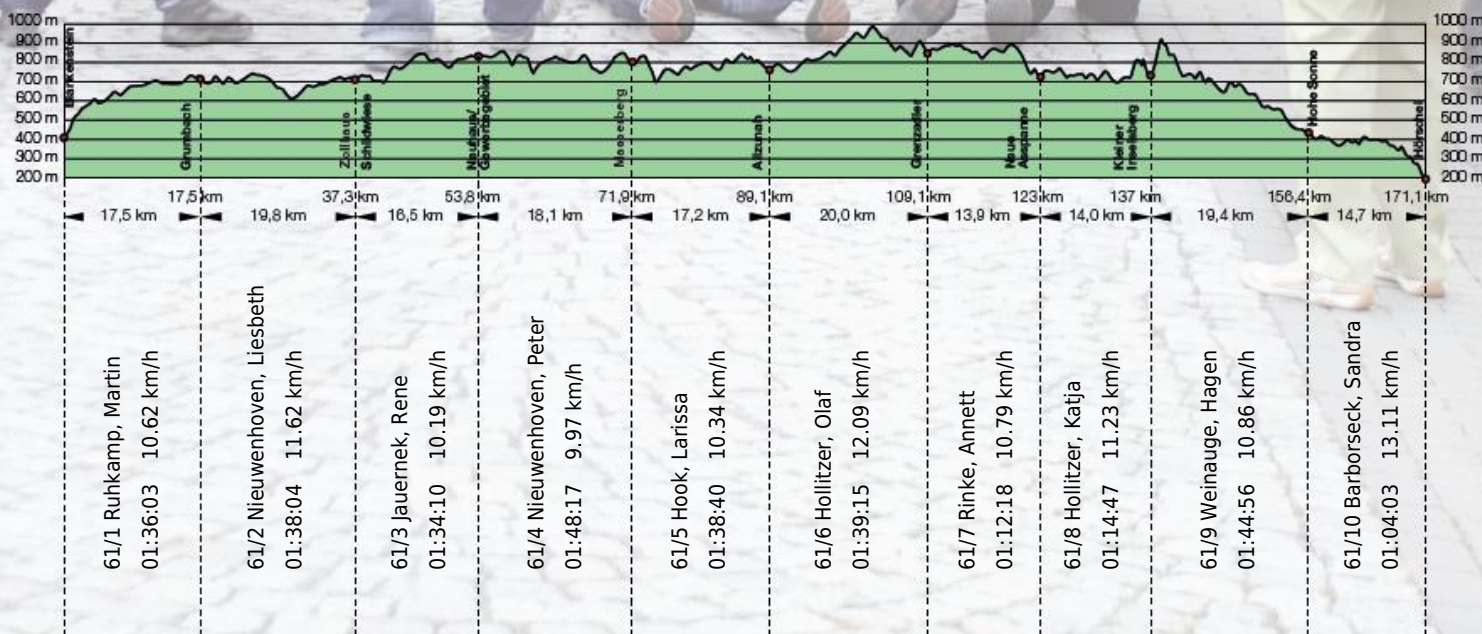 1000 m
900 m
800 m
700 m
600 m
500 m
400 m
300 m
200 m
1000 m
900 m
800 m
700 m
600 m
500 m
400 m
300 m
200 m
Blankenstein
Grumbach
Zollhaus
Schildwiese
Neuhaus/
Gewerbegebiet
Masserberg
Allzunah
Grenzadler
Neue
Ausspanne
Kleiner
Inselsberg
Hohe Sonne
Hörschel
17,5 km
37,3 km
53,8 km
71,9 km
89,1 km
109,1 km
123 km
137 km
156,4 km
171,1 km
17,5 km
19,8 km
16,5 km
18,1 km
17,2 km
20,0 km
13,9 km
14,0 km
19,4 km
14,7 km
61/1 Ruhkamp, Martin
01:36:03 10.62 km/h
61/2 Nieuwenhoven, Liesbeth
01:38:04 11.62 km/h
61/3 Jauernek, Rene
01:34:10 10.19 km/h
61/4 Nieuwenhoven, Peter
01:48:17 9.97 km/h
61/5 Hook, Larissa
01:38:40 10.34 km/h
61/6 Hollitzer, Olaf
01:39:15 12.09 km/h
61/7 Rinke, Annett
01:12:18 10.79 km/h
61/8 Hollitzer, Katja
01:14:47 11.23 km/h
61/9 Weinauge, Hagen
01:44:56 10.86 km/h
61/10 Barborseck, Sandra
01:04:03 13.11 km/h